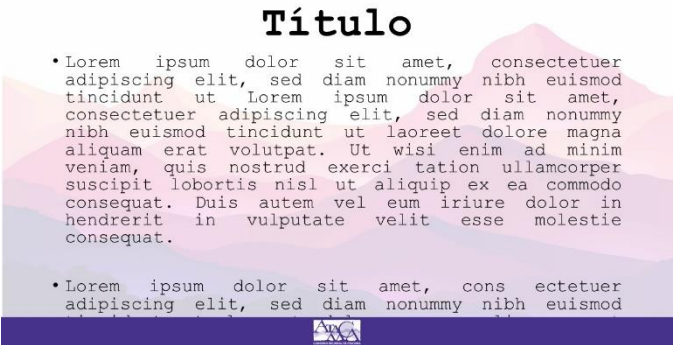 Título
• Lorem ipsum dolor sit amet, consectetuer
adipiscing elit, sed diam nonummy nibh euismod
tincidunt ut Lorem ipsum dolor sit amet,
consectetuer adipiscing elit, sed diam nonummy
nibh euismod tincidunt ut laoreet dolore magna
aliquam erat volutpat. Ut wisi enim ad minim
veniam, quis nostrud exerci tation ullamcorper
suscipit lobortis nisl ut aliquip ex ea commodo
consequat. Duis autem vel eum iriure dolor in
hendrerit in vulputate velit esse molestie
consequat.
• Lorem ipsum dolor sit amet, cons ectetuer
adipiscing elit, sed diam nonummy nibh euismod
ATACAMA